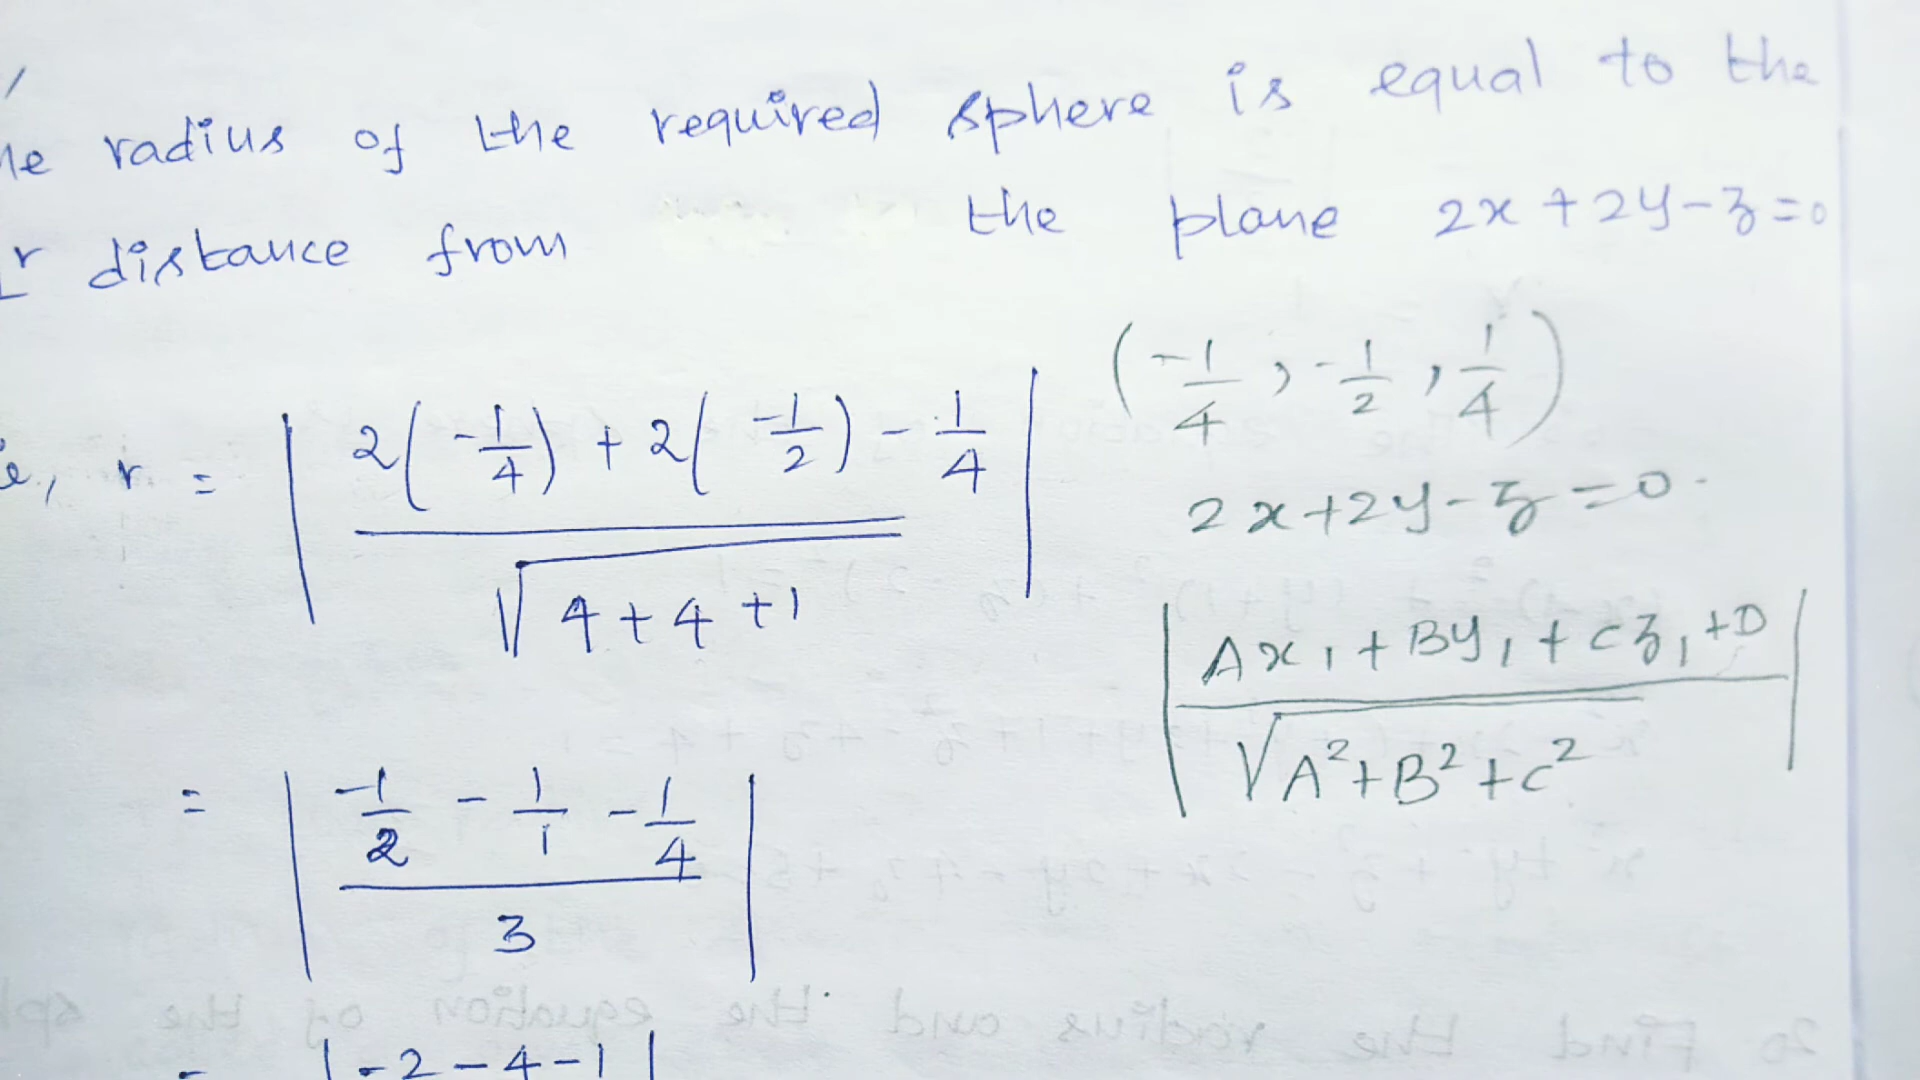 he radius of the required sphere is equal to the
⊥r distance from the plane 2x + 2y - z = 0
(-1/4, -1/2, 1/4)
ie, r = | 2(-1/4) + 2(-1/2) - 1/4 / √4 + 4 + 1 |
2x + 2y - z = 0.
| Ax₁ + By₁ + Cz₁ + D / √A² + B² + C² |
= | -1/2 - 1/1 - 1/4 / 3 |
= | -2 - 4 - 1 |